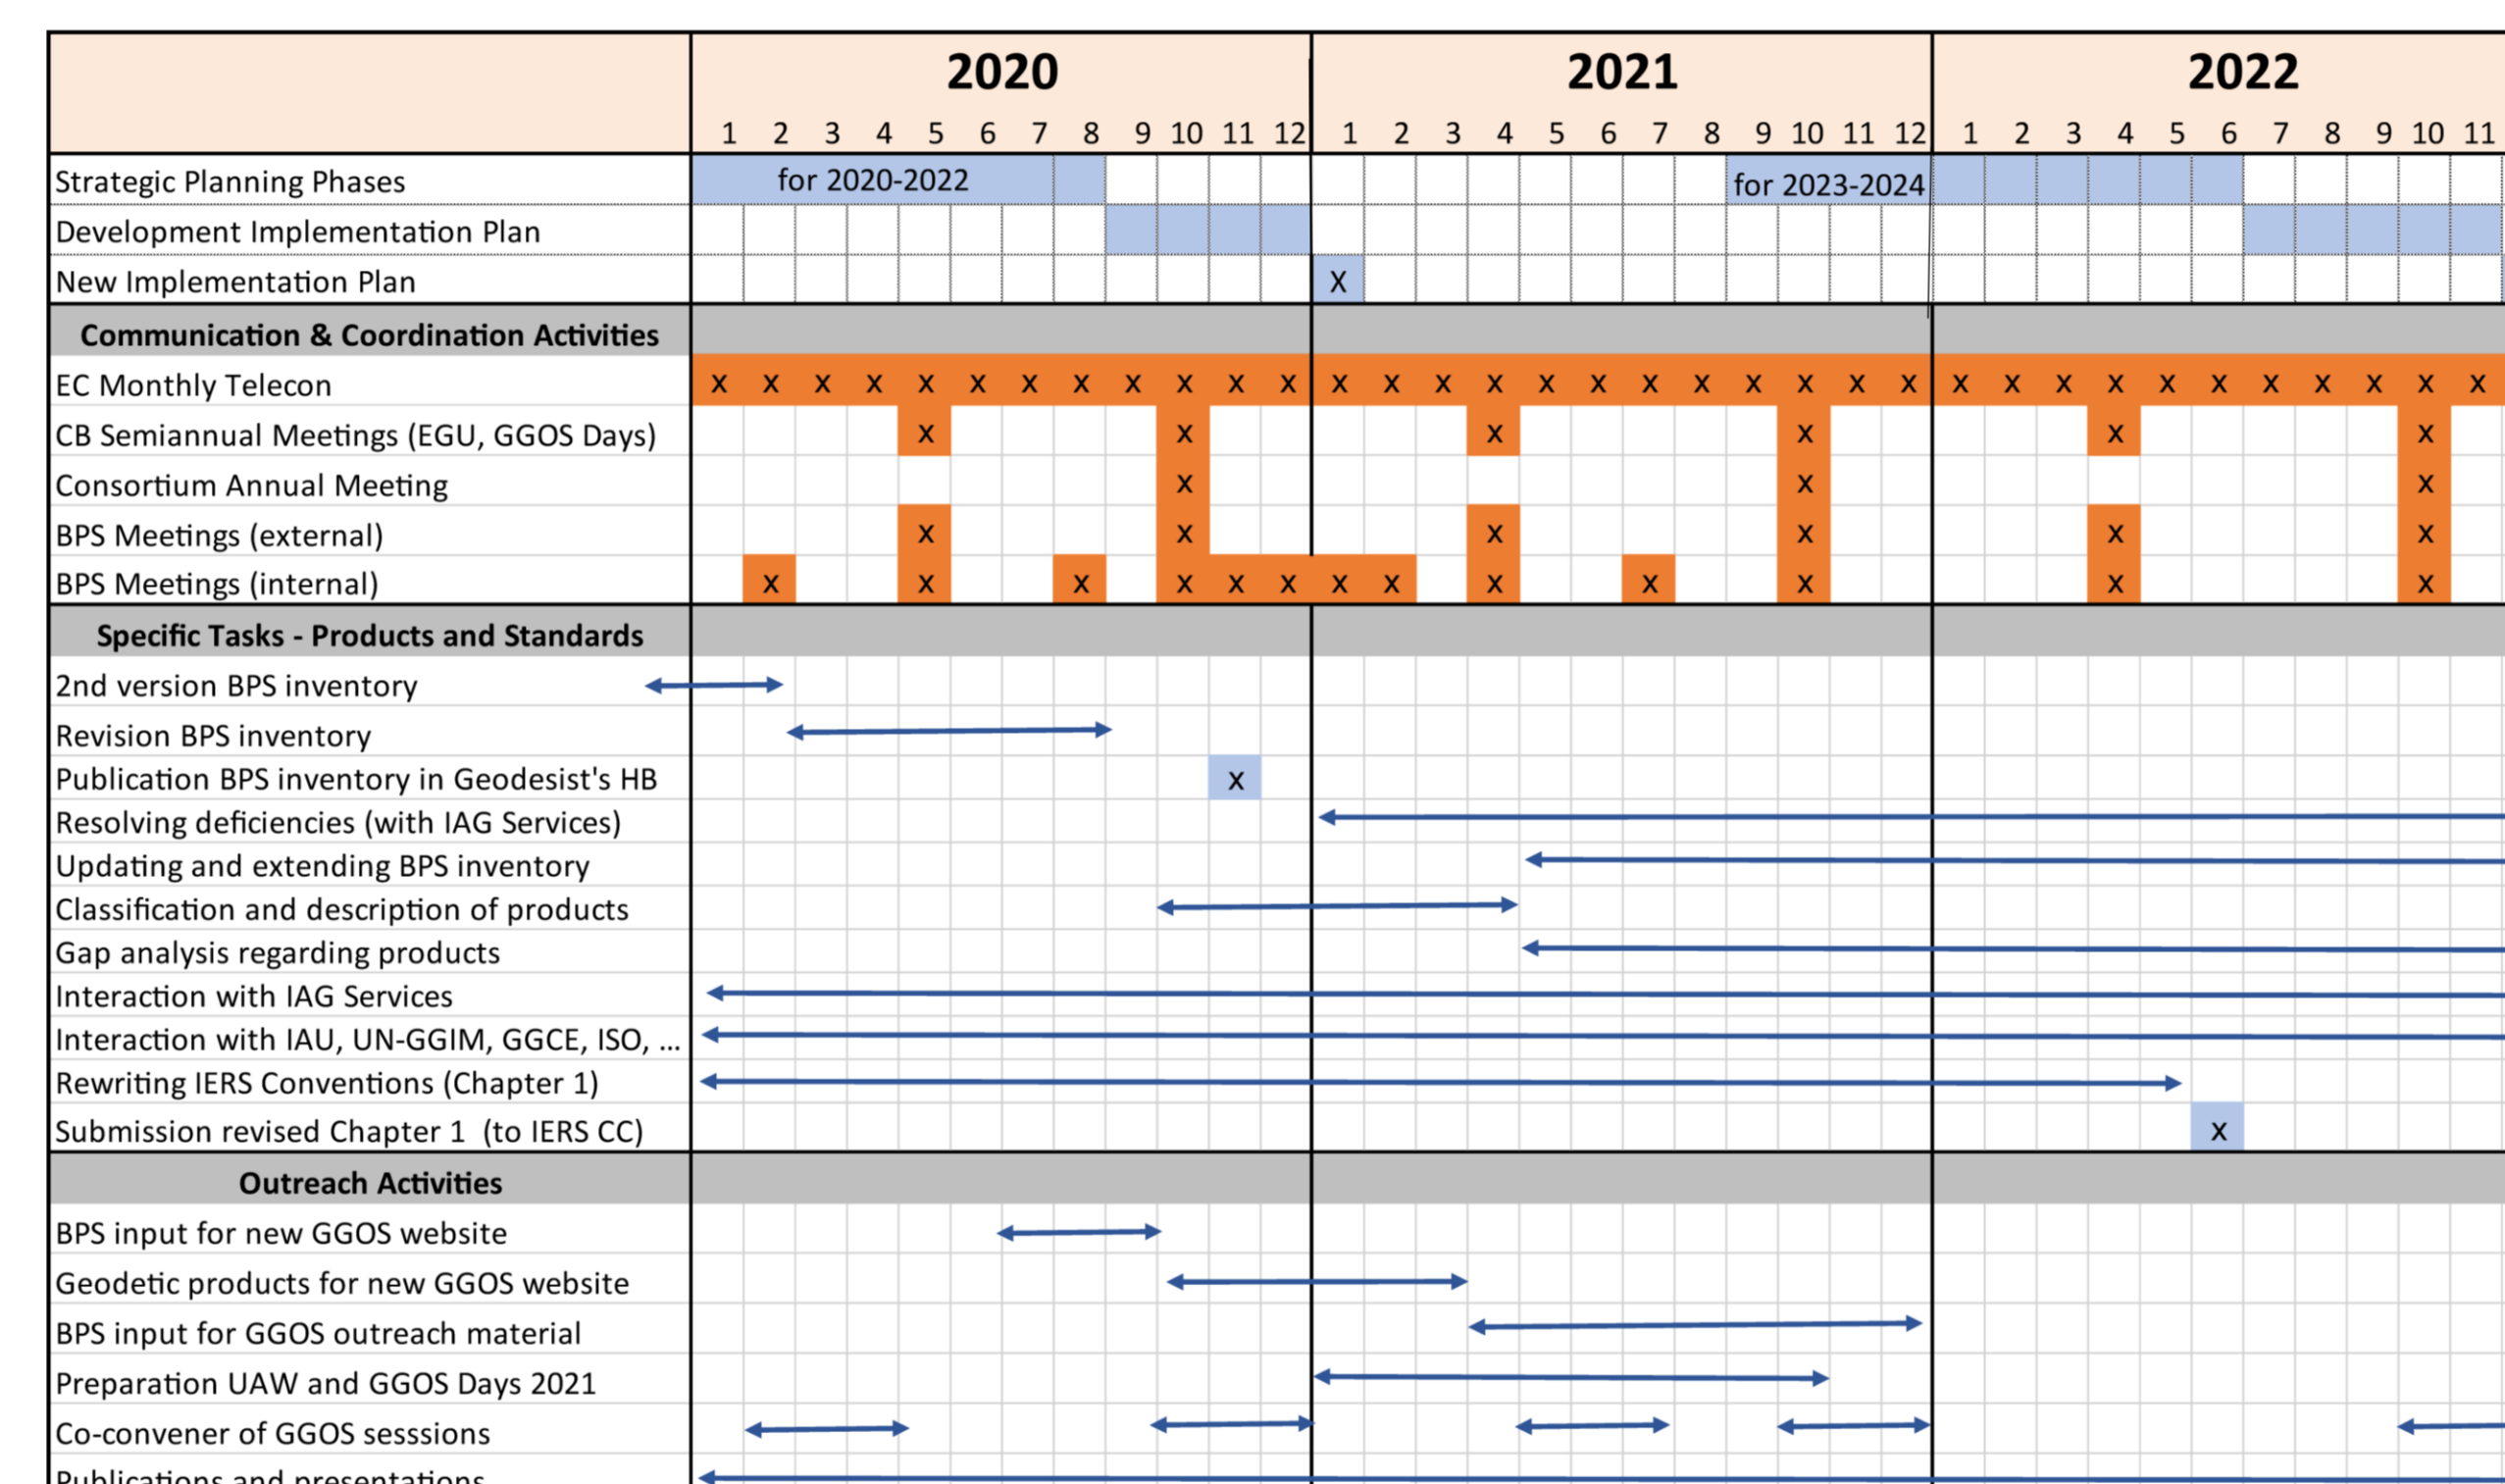 2020 2021 2022
1 2 3 4 5 6 7 8 9 10 11 12 1 2 3 4 5 6 7 8 9 10 11 12 1 2 3 4 5 6 7 8 9 10 11
Strategic Planning Phases for 2020-2022 for 2023-2024
Development Implementation Plan
New Implementation Plan X
Communication & Coordination Activities
EC Monthly Telecon x x x x x x x x x x x x x x x x x x x x x x x x x x x x x x x x x x x
CB Semiannual Meetings (EGU, GGOS Days) x x x x x x
Consortium Annual Meeting x x x
BPS Meetings (external) x x x x x x
BPS Meetings (internal) x x x x x x x x x x x x x
Specific Tasks - Products and Standards
2nd version BPS inventory
Revision BPS inventory
Publication BPS inventory in Geodesist's HB x
Resolving deficiencies (with IAG Services)
Updating and extending BPS inventory
Classification and description of products
Gap analysis regarding products
Interaction with IAG Services
Interaction with IAU, UN-GGIM, GGCE, ISO, ...
Rewriting IERS Conventions (Chapter 1)
Submission revised Chapter 1 (to IERS CC) x
Outreach Activities
BPS input for new GGOS website
Geodetic products for new GGOS website
BPS input for GGOS outreach material
Preparation UAW and GGOS Days 2021
Co-convener of GGOS sesssions
Publications and presentations